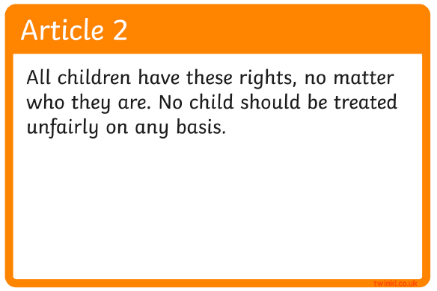 Article 2
All children have these rights, no matter
who they are. No child should be treated
unfairly on any basis.
twinkl.co.uk